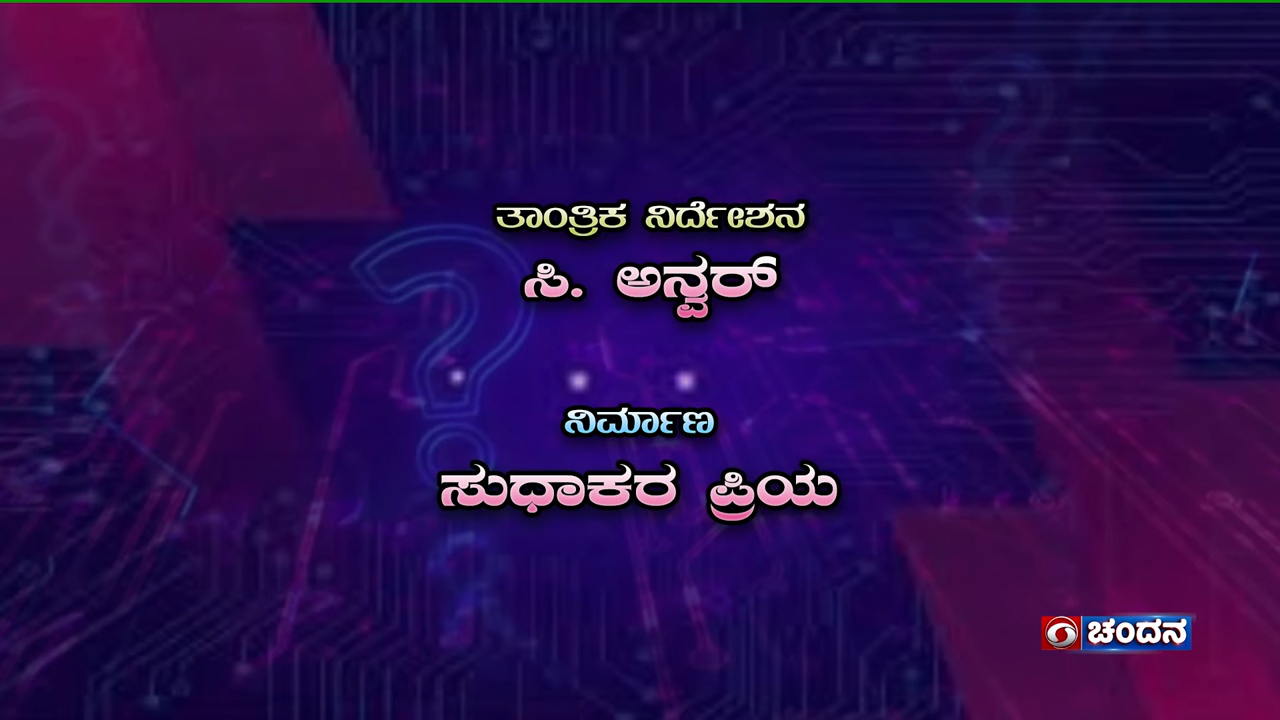 ತಾಂತ್ರಿಕ ನಿರ್ದೇಶನ
ಸಿ. ಅನ್ವರ್
ನಿರ್ಮಾಣ
ಸುಧಾಕರ ಪ್ರಿಯ
ಚಂದನ